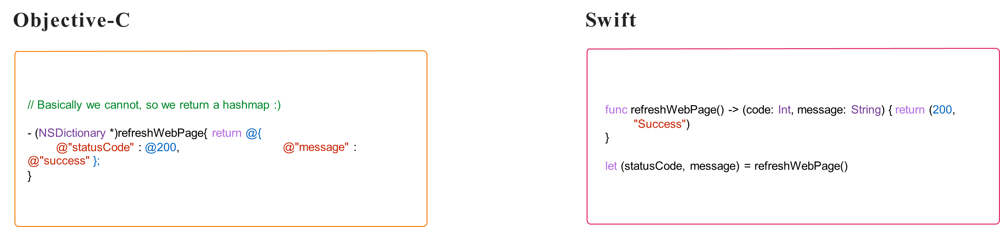 Objective-C
// Basically we cannot, so we return a hashmap :)
- (NSDictionary *)refreshWebPage{ return @{
@"statusCode" : @200, @"message" :
@"success" };
}
Swift
func refreshWebPage() -> (code: Int, message: String) { return (200,
"Success")
}
let (statusCode, message) = refreshWebPage()